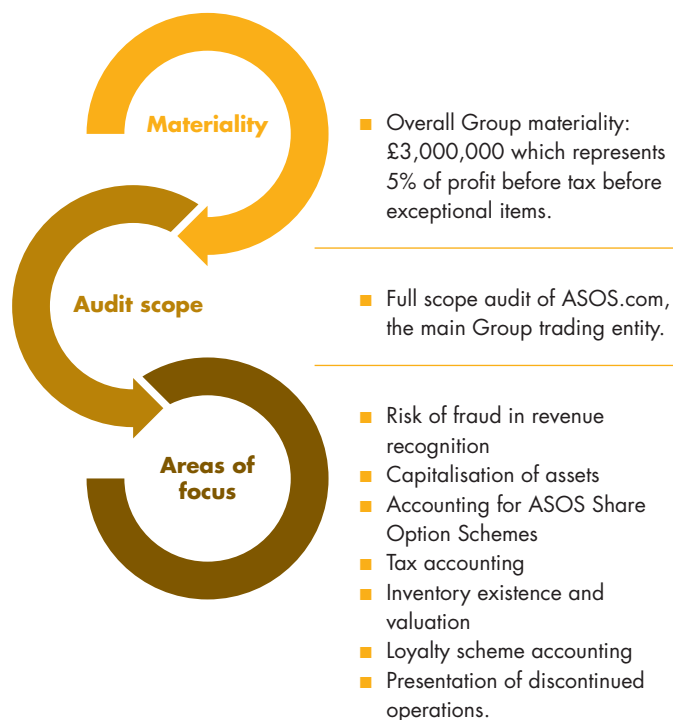 Materiality
■ Overall Group materiality:
£3,000,000 which represents
5% of profit before tax before
exceptional items.
Audit scope
■ Full scope audit of ASOS.com,
the main Group trading entity.
Areas of
focus
■ Risk of fraud in revenue
recognition
■ Capitalisation of assets
■ Accounting for ASOS Share
Option Schemes
■ Tax accounting
■ Inventory existence and
valuation
■ Loyalty scheme accounting
■ Presentation of discontinued
operations.